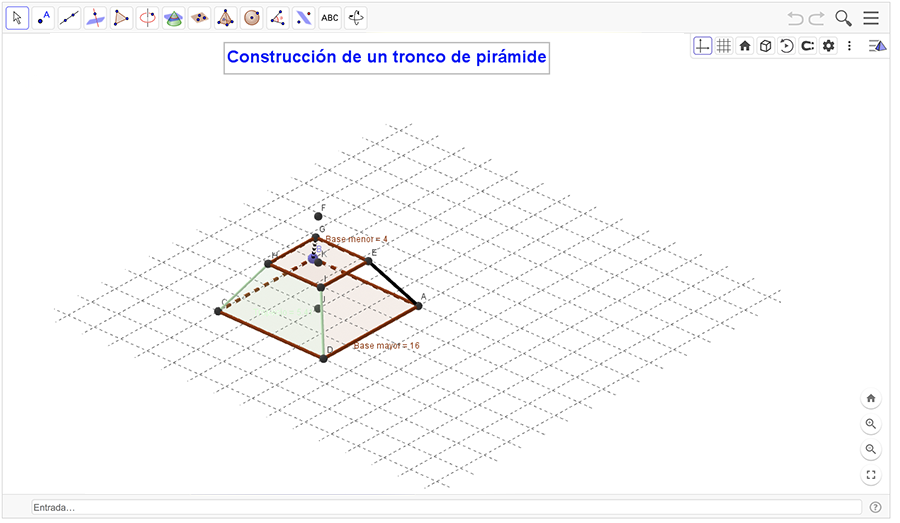 A
ABC
Construcción de un tronco de pirámide
F
G
Base menor = 4
B
H
K
E
I
C
J
A
D
Base mayor = 16
Entrada…